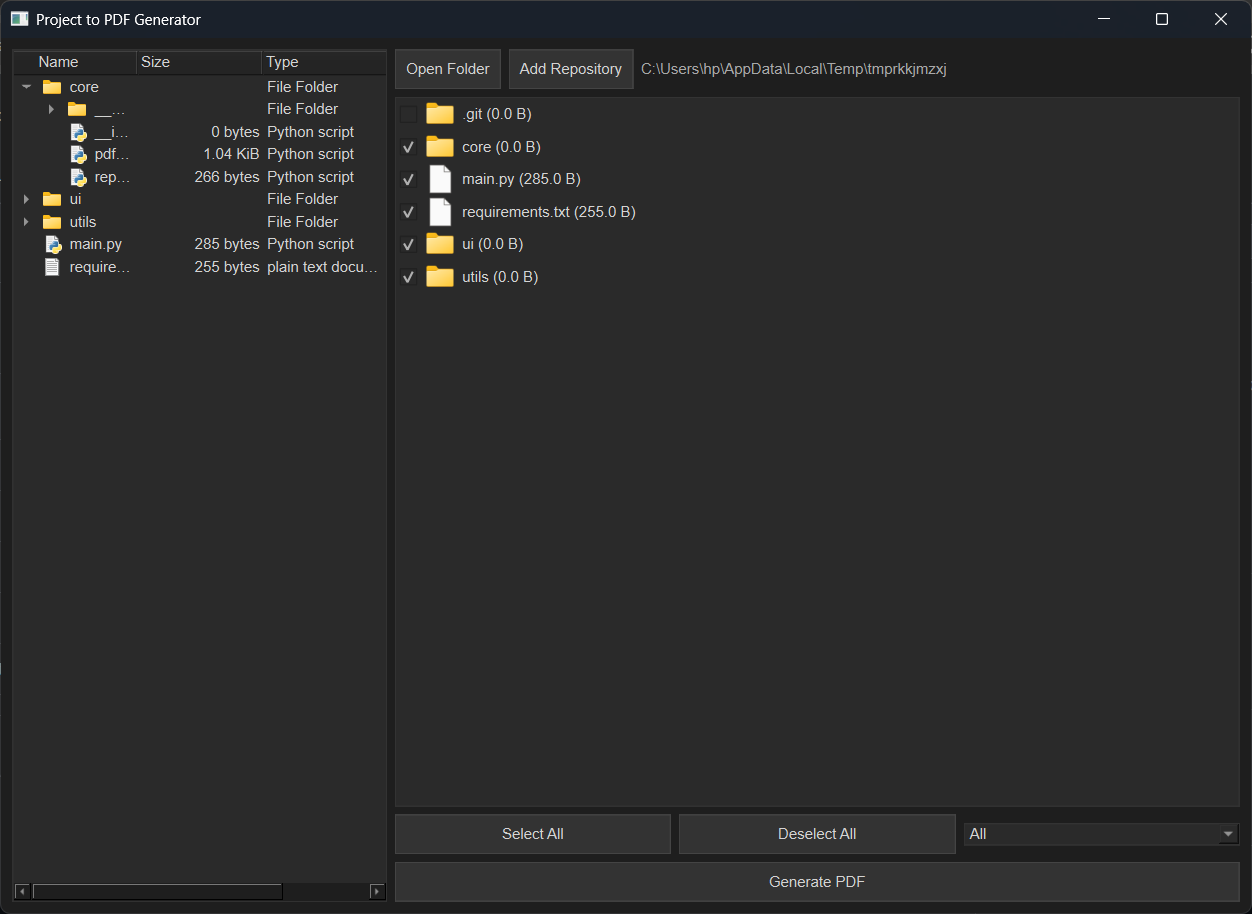 Project to PDF Generator
Name Size Type
core File Folder
__... File Folder
__i... 0 bytes Python script
pdf... 1.04 KiB Python script
rep... 266 bytes Python script
ui File Folder
utils File Folder
main.py 285 bytes Python script
require... 255 bytes plain text docu...
Open Folder Add Repository C:\Users\hp\AppData\Local\Temp\tmprkkjmzxj
.git (0.0 B)
core (0.0 B)
main.py (285.0 B)
requirements.txt (255.0 B)
ui (0.0 B)
utils (0.0 B)
Select All Deselect All All
Generate PDF